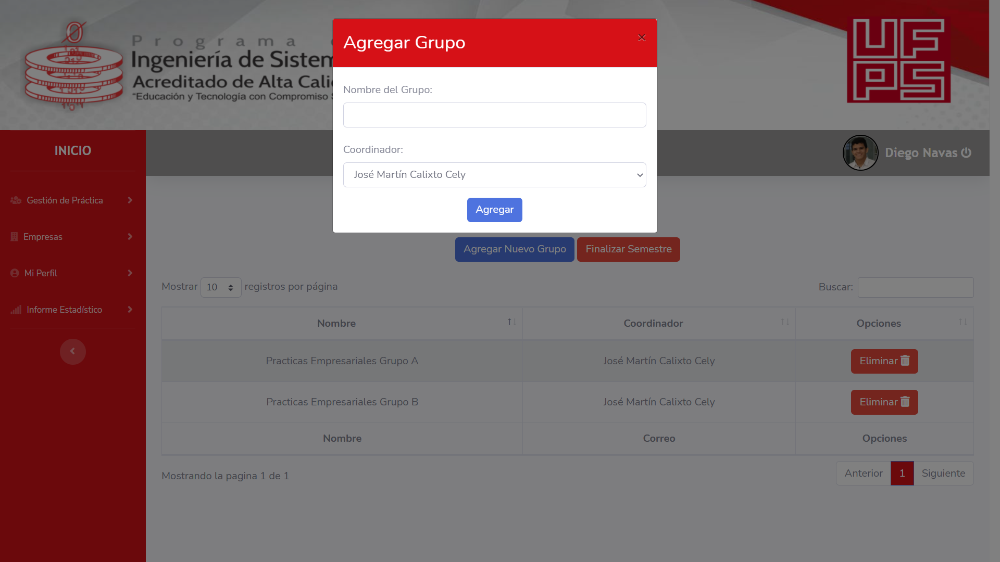 Programa
Ingeniería de Sistem
Acreditado de Alta Cali
"Educación y Tecnología con Compromiso
UFPS
Agregar Grupo
×
Nombre del Grupo:
Coordinador:
José Martín Calixto Cely
Agregar
INICIO
Diego Navas
Gestión de Práctica
Empresas
Mi Perfil
Informe Estadístico
Agregar Nuevo Grupo Finalizar Semestre
Mostrar 10 registros por página Buscar:
Nombre Coordinador Opciones
Practicas Empresariales Grupo A José Martín Calixto Cely Eliminar
Practicas Empresariales Grupo B José Martín Calixto Cely Eliminar
Nombre Correo Opciones
Mostrando la pagina 1 de 1 Anterior 1 Siguiente